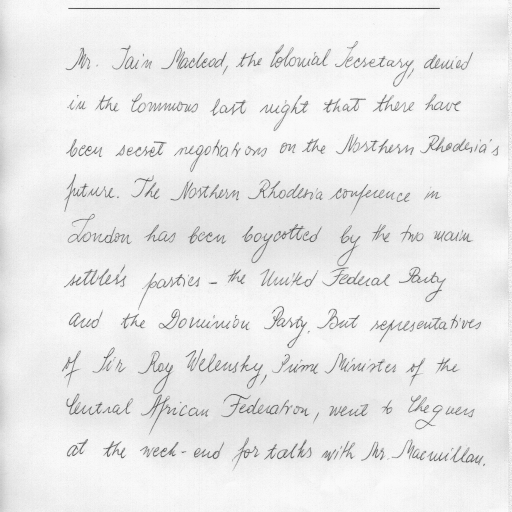 Mr. Iain Macleod, the Colonial Secretary, denied
in the Commons last night that there have
been secret negotiations on the Northern Rhodesia's
future. The Northern Rhodesia conference in
London has been boycotted by the two main
settlers parties - the United Federal Party
and the Dominion Party. But representatives
of Sir Roy Welensky, Prime Minister of the
Central African Federation, went to Chequers
at the week-end for talks with Mr. Macmillan.